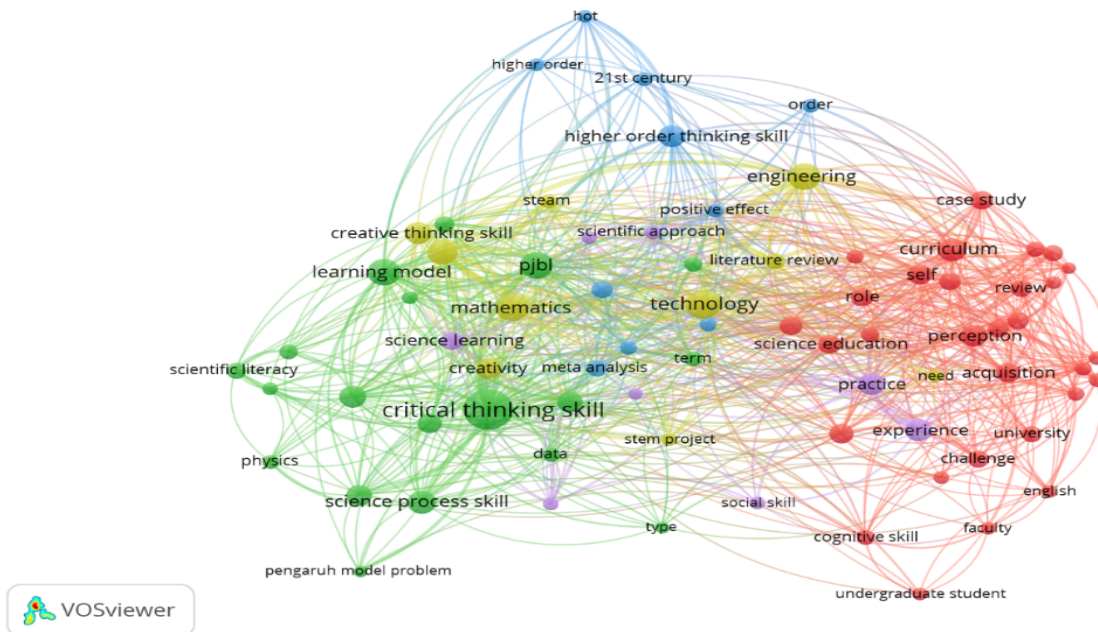 hot
higher order
21st century
order
higher order thinking skill
engineering
steam
case study
positive effect
creative thinking skill
scientific approach
curriculum
literature review
learning model
pjbl
self
review
role
mathematics
technology
perception
science learning
science education
term
scientific literacy
creativity
meta analysis
acquisition
need
practice
critical thinking skill
experience
university
stem project
data
physics
challenge
english
science process skill
social skill
type
faculty
cognitive skill
pengaruh model problem
undergraduate student
VOSviewer